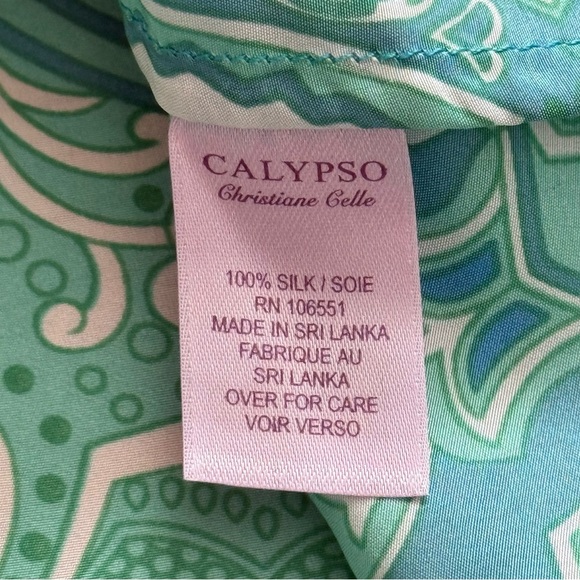 CALYPSO
Christiane Celle
100% SILK / SOIE
RN 106551
MADE IN SRI LANKA
FABRIQUE AU
SRI LANKA
OVER FOR CARE
VOIR VERSO